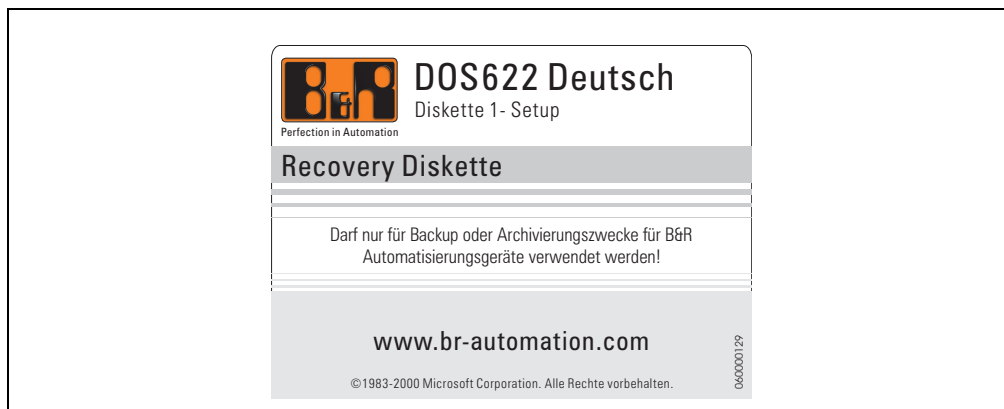 B&R
Perfection in Automation
DOS622 Deutsch
Diskette 1- Setup
Recovery Diskette
Darf nur für Backup oder Archivierungszwecke für B&R
Automatisierungsgeräte verwendet werden!
www.br-automation.com
©1983-2000 Microsoft Corporation. Alle Rechte vorbehalten.
060000129